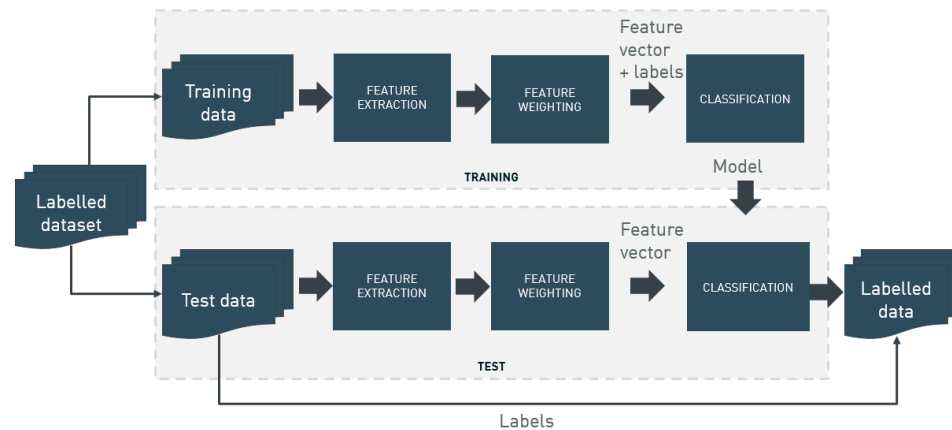 Feature
vector
+ labels
Training
data
FEATURE
EXTRACTION
FEATURE
WEIGHTING
CLASSIFICATION
TRAINING
Model
Labelled
dataset
Feature
vector
Test data
FEATURE
EXTRACTION
FEATURE
WEIGHTING
CLASSIFICATION
Labelled
data
TEST
Labels